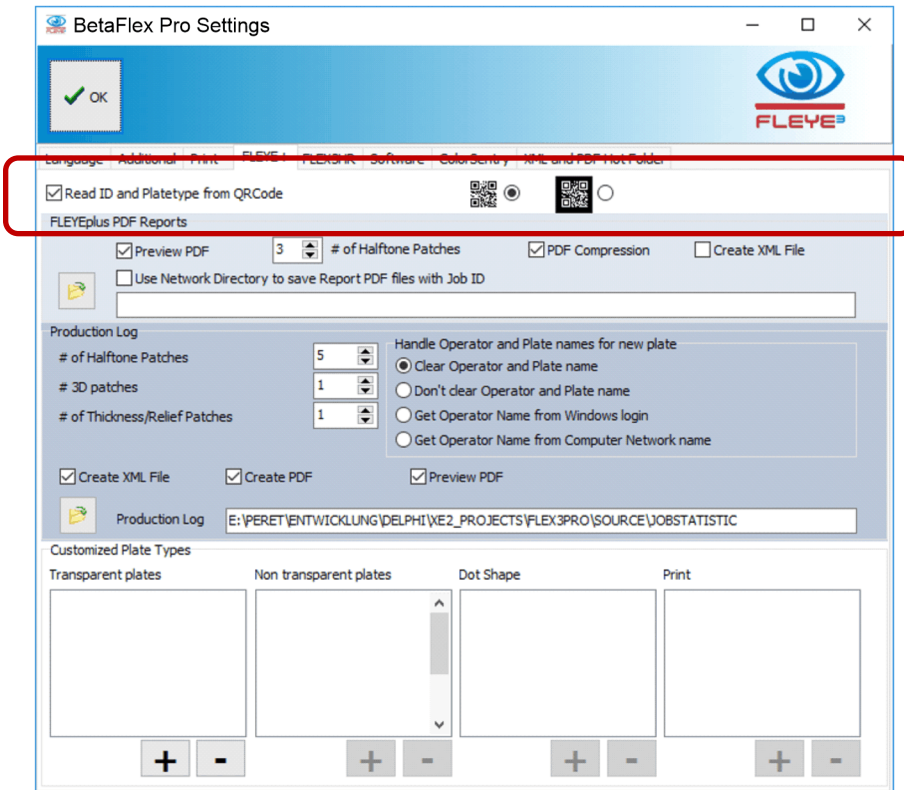 BetaFlex Pro Settings
OK
FLEYE3
Language Additional Print FLEYE+ FLEX3HR Software ColorSentry XML and PDF Hot Folder
Read ID and Platetype from QRCode
FLEYEplus PDF Reports
Preview PDF 3 # of Halftone Patches PDF Compression Create XML File
Use Network Directory to save Report PDF files with Job ID
Production Log
Handle Operator and Plate names for new plate
# of Halftone Patches 5
Clear Operator and Plate name
# 3D patches 1
Don't clear Operator and Plate name
# of Thickness/Relief Patches 1
Get Operator Name from Windows login
Get Operator Name from Computer Network name
Create XML File Create PDF Preview PDF
Production Log E:\PERET\ENTWICKLUNG\DELPHI\XE2_PROJECTS\FLEX3PRO\SOURCE\JOBSTATISTIC
Customized Plate Types
Transparent plates Non transparent plates Dot Shape Print
+ - + - + - + -